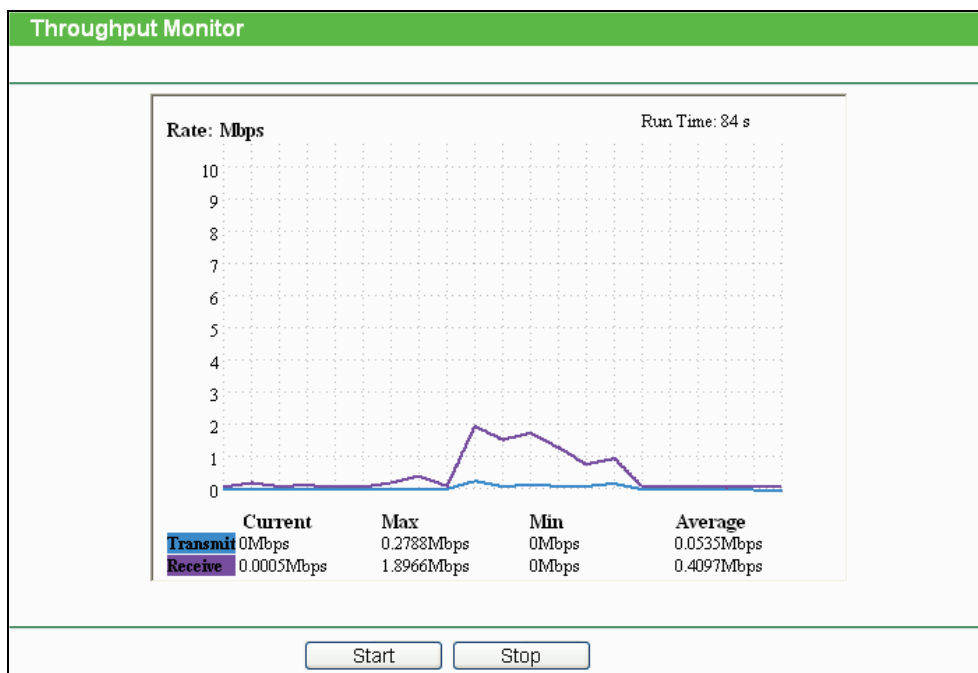 Throughput Monitor
Rate: Mbps
Run Time: 84 s
10
9
8
7
6
5
4
3
2
1
0
Current Max Min Average
Transmit 0Mbps 0.2788Mbps 0Mbps 0.0535Mbps
Receive 0.0005Mbps 1.8966Mbps 0Mbps 0.4097Mbps
Start Stop